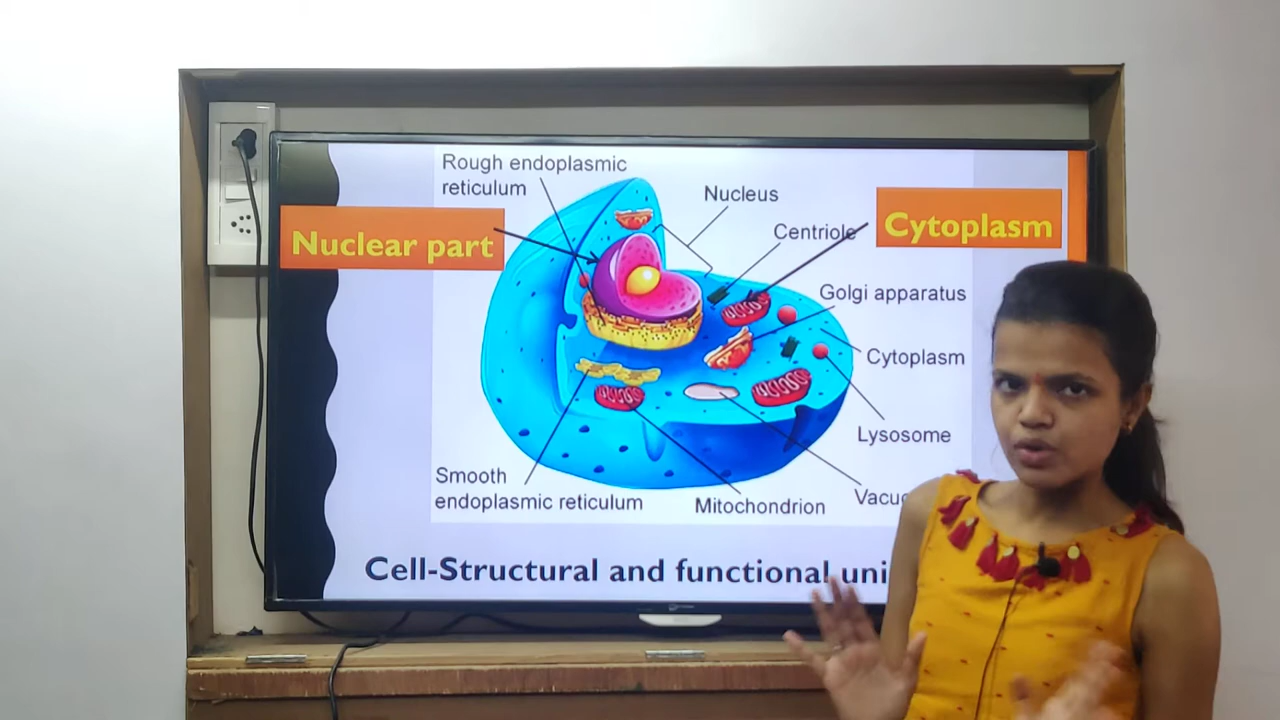 Rough endoplasmic
reticulum
Nucleus
Nuclear part
Centriole
Cytoplasm
Golgi apparatus
Cytoplasm
Lysosome
Smooth
endoplasmic reticulum
Mitochondrion
Cell-Structural and functional